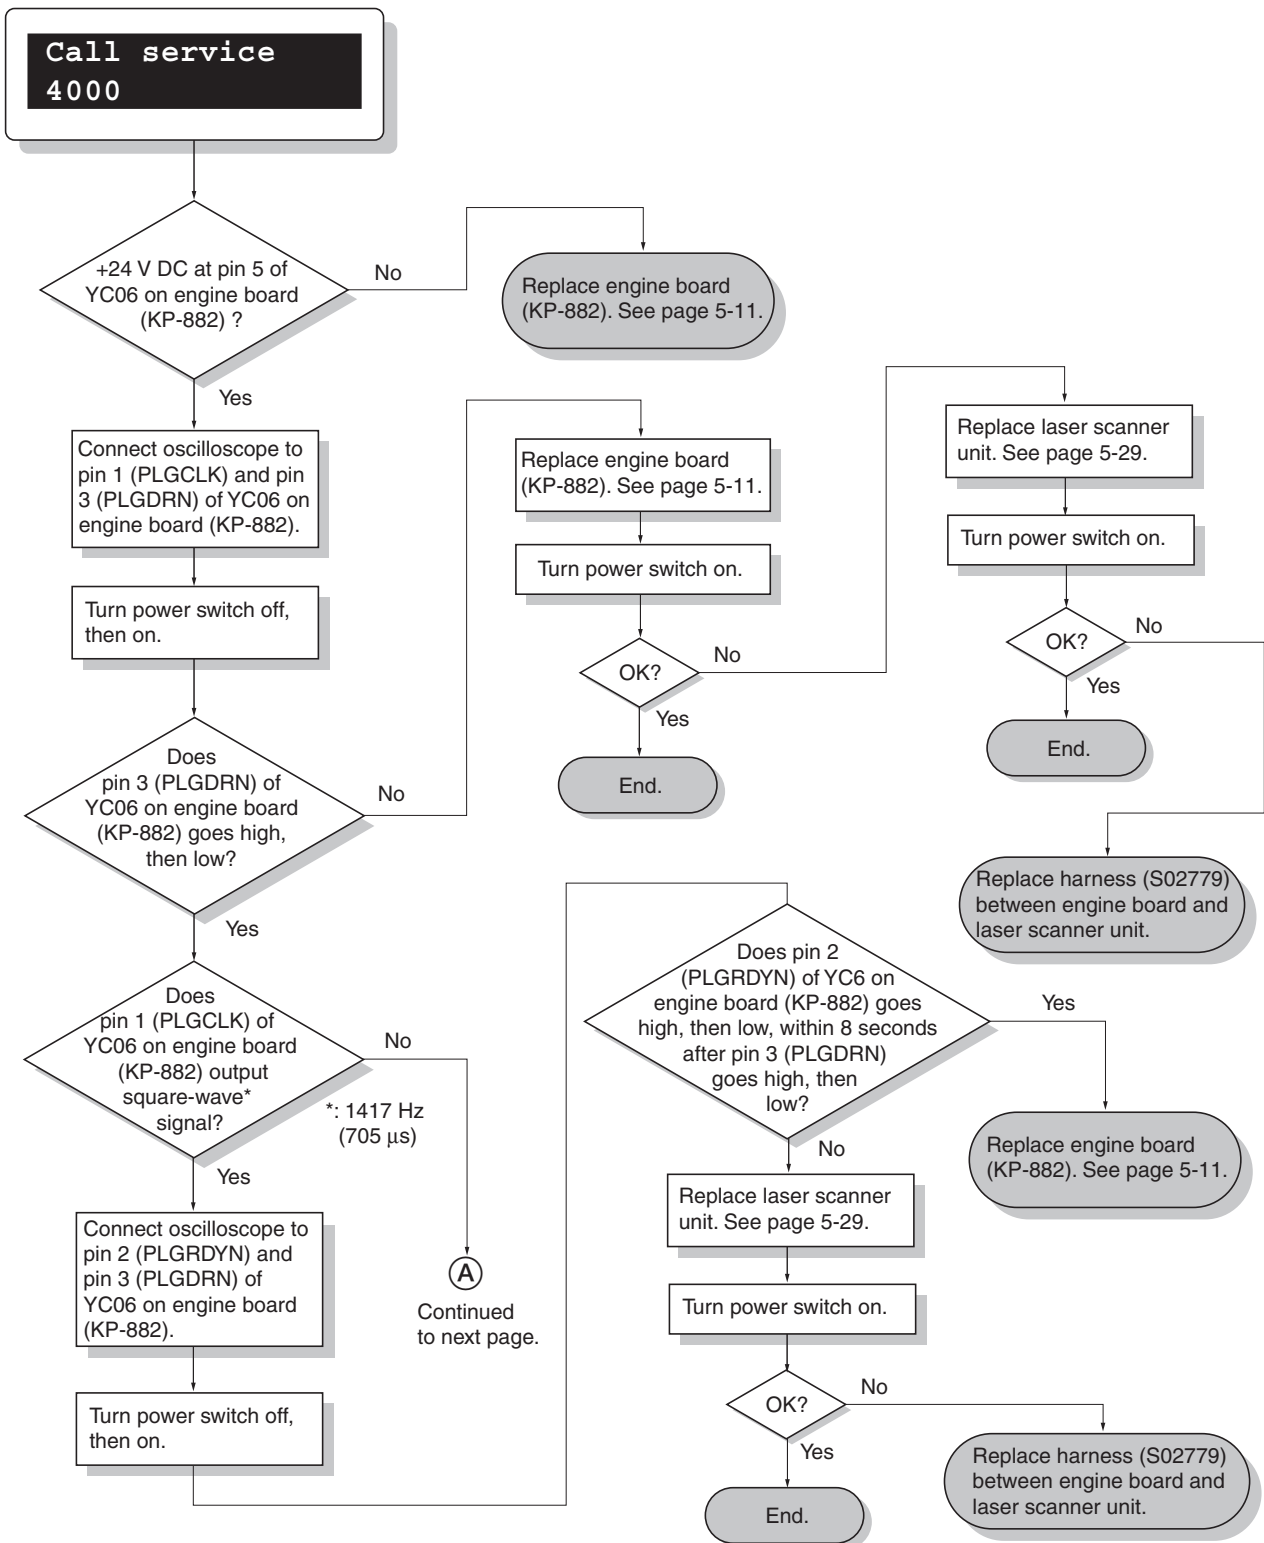 Call service
4000
+24 V DC at pin 5 of
YC06 on engine board
(KP-882) ?
No
Replace engine board
(KP-882). See page 5-11.
Yes
Connect oscilloscope to
pin 1 (PLGCLK) and pin
3 (PLGDRN) of YC06 on
engine board (KP-882).
Turn power switch off,
then on.
Does
pin 3 (PLGDRN) of
YC06 on engine board
(KP-882) goes high,
then low?
No
Replace engine board
(KP-882). See page 5-11.
Turn power switch on.
OK?
No
Yes
End.
Replace laser scanner
unit. See page 5-29.
Turn power switch on.
OK?
No
Yes
End.
Replace harness (S02779)
between engine board and
laser scanner unit.
Yes
Does
pin 1 (PLGCLK) of
YC06 on engine board
(KP-882) output
square-wave*
signal?
No
*: 1417 Hz
(705 μs)
A
Continued
to next page.
Yes
Connect oscilloscope to
pin 2 (PLGRDYN) and
pin 3 (PLGDRN) of
YC06 on engine board
(KP-882).
Turn power switch off,
then on.
Does pin 2
(PLGRDYN) of YC6 on
engine board (KP-882) goes
high, then low, within 8 seconds
after pin 3 (PLGDRN)
goes high, then
low?
Yes
Replace engine board
(KP-882). See page 5-11.
No
Replace laser scanner
unit. See page 5-29.
Turn power switch on.
OK?
No
Replace harness (S02779)
between engine board and
laser scanner unit.
Yes
End.